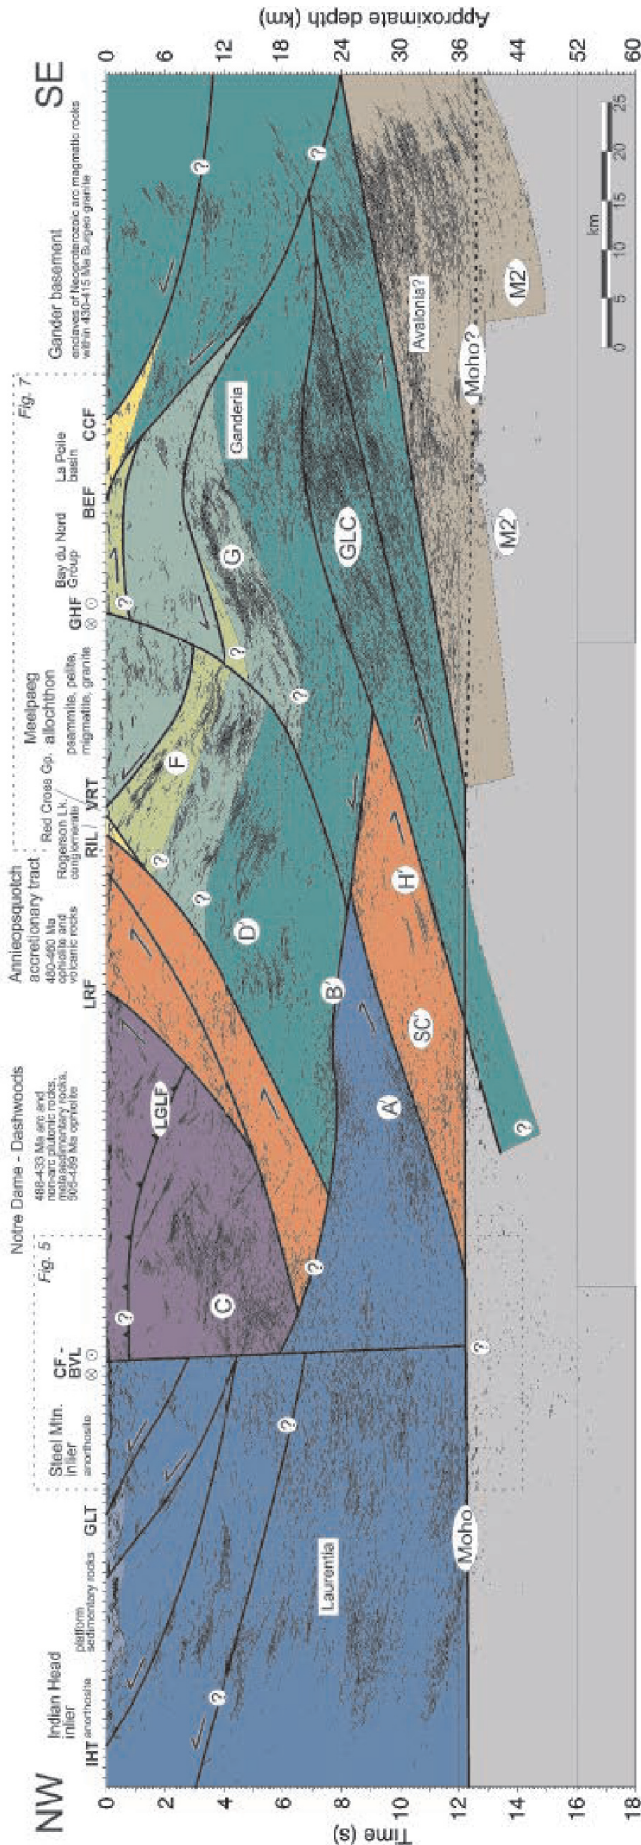 NW
SE
Indian Head
inlier
anorthosite
IHT
platform
sedimentary rocks
GLT
Steel Mtn.
inlier
anorthosite
CF -
BVL
Fig. 5
Notre Dame - Dashwoods
488-433 Ma arc and
non-arc plutonic rocks,
metasedimentary rocks,
505-489 Ma ophiolite
LRF
Annieopsquotch
accretionary tract
480-460 Ma
ophiolite and
volcanic rocks
RIL
Rogerson Lk.
conglomerate
Red Cross Gp.
VRT
Meelpaeg
allochthon
psammite, pelite,
migmatite, granite
GHF
Bay du Nord
Group
BEF
La Poile
basin
CCF
Fig. 7
Gander basement
enclaves of Neoproterozoic arc magmatic rocks
within 430-415 Ma Burgeo granite
Time (s)
0
2
4
6
8
10
12
14
16
18
Approximate depth (km)
0
6
12
18
24
30
36
44
52
60
?
?
?
?
?
?
?
?
?
?
?
?
?
?
LGLF
C
Laurentia
A
B'
D'
F
G
Ganderia
GLC
H'
SC'
Avalonia?
Moho
Moho?
M2'
M2'
0
5
10
15
20
25
km